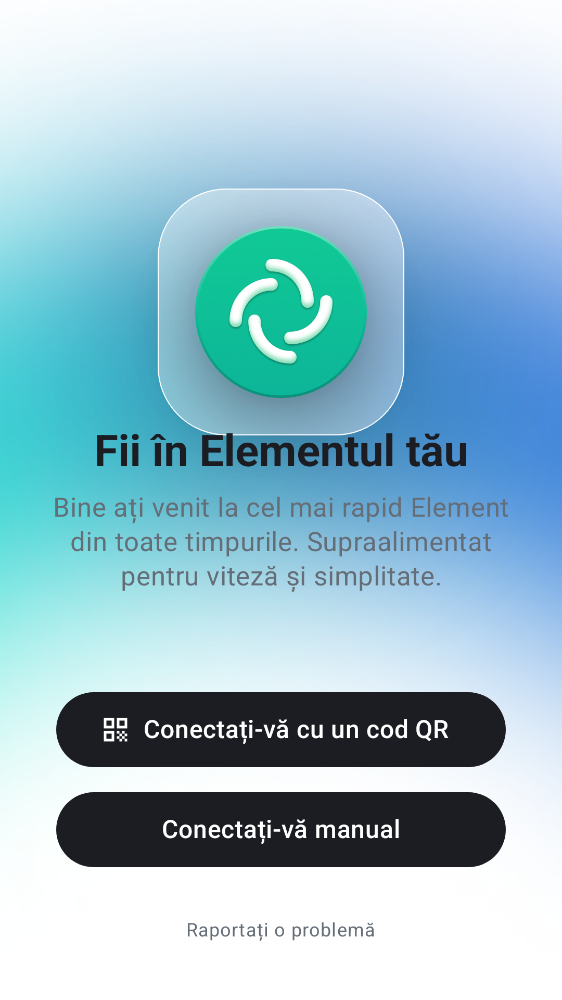 Fii în Elementul tău
Bine ați venit la cel mai rapid Element
din toate timpurile. Supraalimentat
pentru viteză și simplitate.
Conectați-vă cu un cod QR
Conectați-vă manual
Raportați o problemă